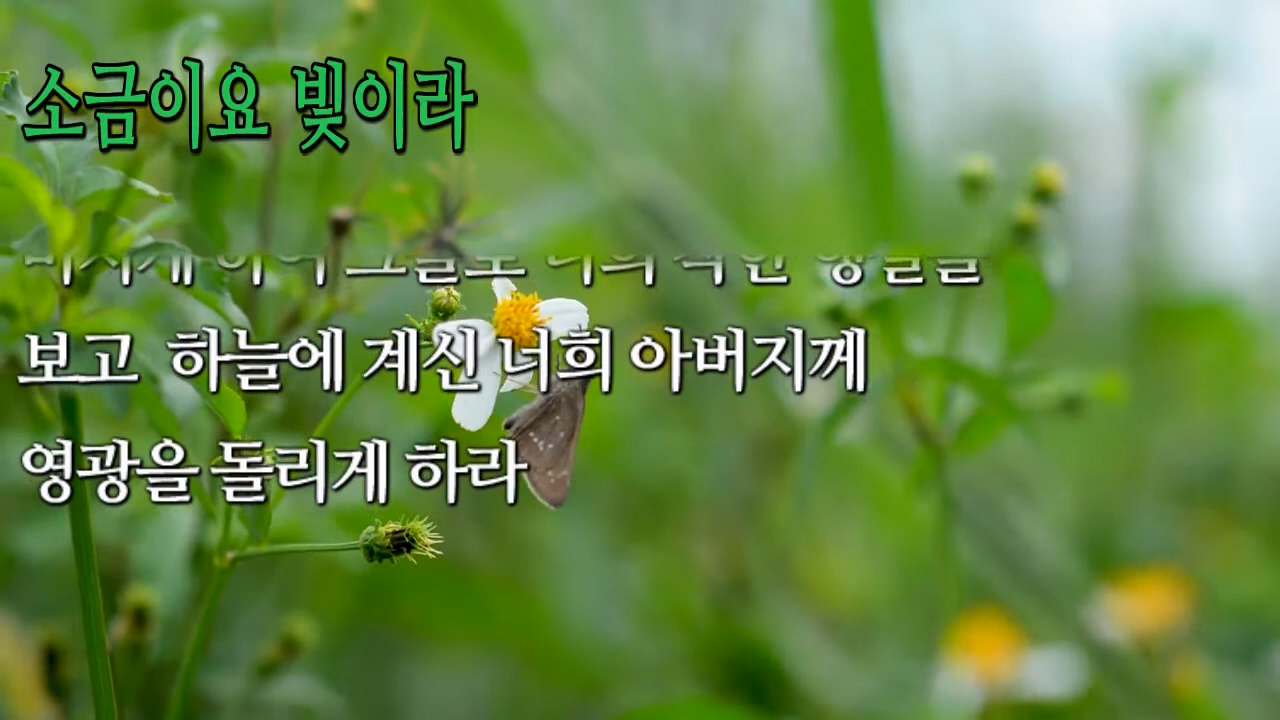 소금이요 빛이라
보고 하늘에 계신 너희 아버지께
영광을 돌리게 하라